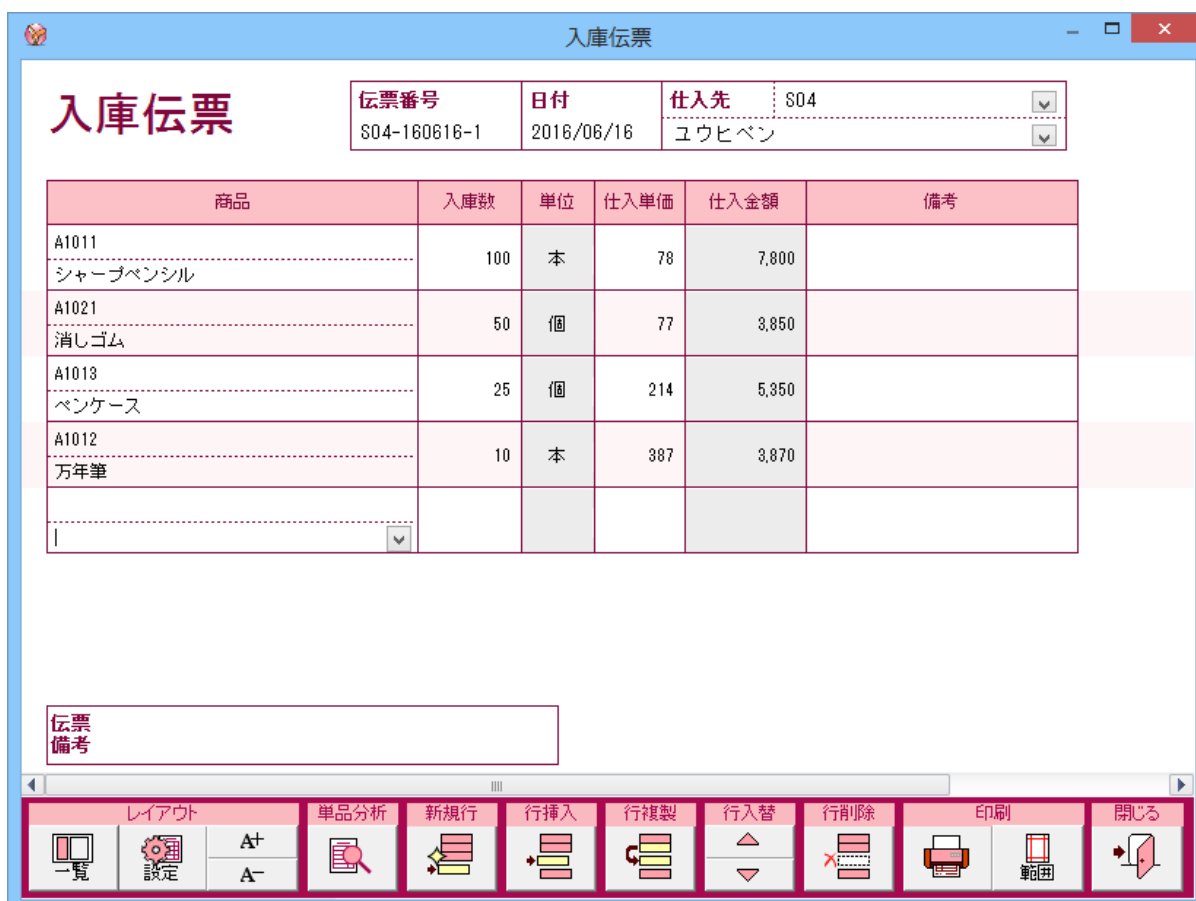 入庫伝票
入庫伝票
伝票番号 日付 仕入先 S04
S04-160616-1 2016/06/16 ユウヒペン
商品 入庫数 単位 仕入単価 仕入金額 備考
A1011
シャープペンシル 100 本 78 7,800
A1021
消しゴム 50 個 77 3,850
A1013
ペンケース 25 個 214 5,350
A1012
万年筆 10 本 387 3,870
伝票
備考
レイアウト 単品分析 新規行 行挿入 行複製 行入替 行削除 印刷 閉じる
一覧 設定 A+ A- 範囲